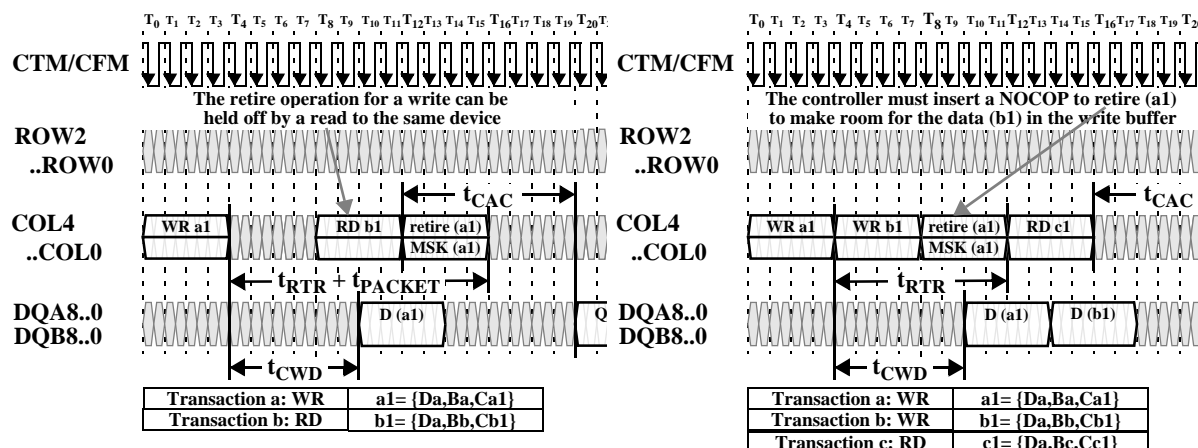 T0 T1 T2 T3 T4 T5 T6 T7 T8 T9 T10 T11 T12 T13 T14 T15 T16 T17 T18 T19 T20
CTM/CFM
The retire operation for a write can be
held off by a read to the same device
ROW2
..ROW0
tCAC
COL4
..COL0
WR a1
RD b1
retire (a1)
MSK (a1)
tRTR + tPACKET
DQA8..0
DQB8..0
D (a1)
Q
tCWD
Transaction a: WR a1= {Da,Ba,Ca1}
Transaction b: RD b1= {Da,Bb,Cb1}
T0 T1 T2 T3 T4 T5 T6 T7 T8 T9 T10 T11 T12 T13 T14 T15 T16 T17 T18 T19 T20
CTM/CFM
The controller must insert a NOCOP to retire (a1)
to make room for the data (b1) in the write buffer
ROW2
..ROW0
tCAC
COL4
..COL0
WR a1
WR b1
retire (a1)
MSK (a1)
RD c1
tRTR
DQA8..0
DQB8..0
D (a1)
D (b1)
tCWD
Transaction a: WR a1= {Da,Ba,Ca1}
Transaction b: WR b1= {Da,Bb,Cb1}
Transaction c: RD c1= {Da,Bc,Cc1}